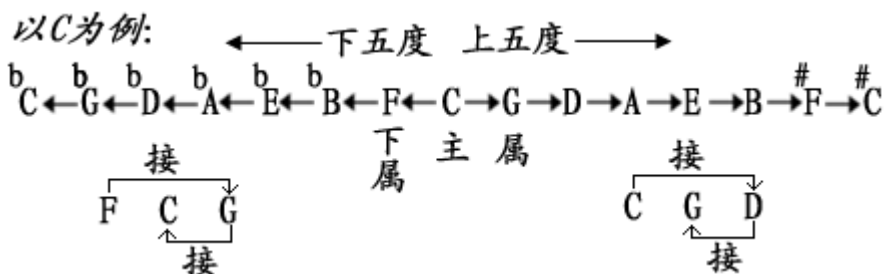 以C为例:
←下五度 上五度→
bC←bG←bD←bA←bE←bB←F←C→G→D→A→E→B→#F→#C
下属 主 属
接 接
F C G C G D
接 接